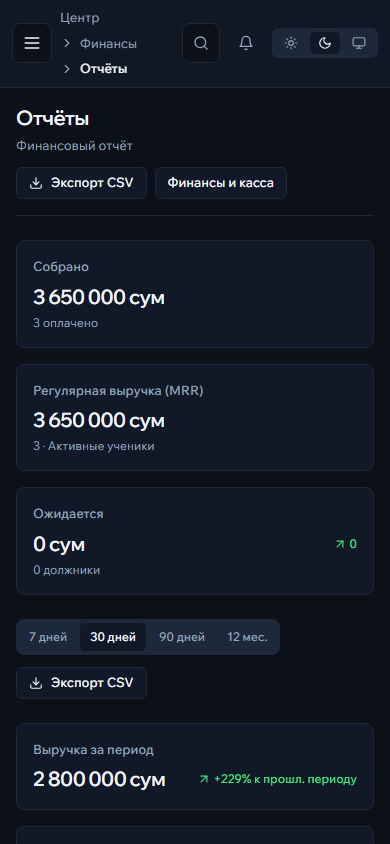 Центр
Финансы
Отчёты
Отчёты
Финансовый отчёт
Экспорт CSV
Финансы и касса
Собрано
3 650 000 сум
3 оплачено
Регулярная выручка (MRR)
3 650 000 сум
3 · Активные ученики
Ожидается
0 сум
0
0 должники
7 дней 30 дней 90 дней 12 мес.
Экспорт CSV
Выручка за период
2 800 000 сум
+229% к прошл. периоду